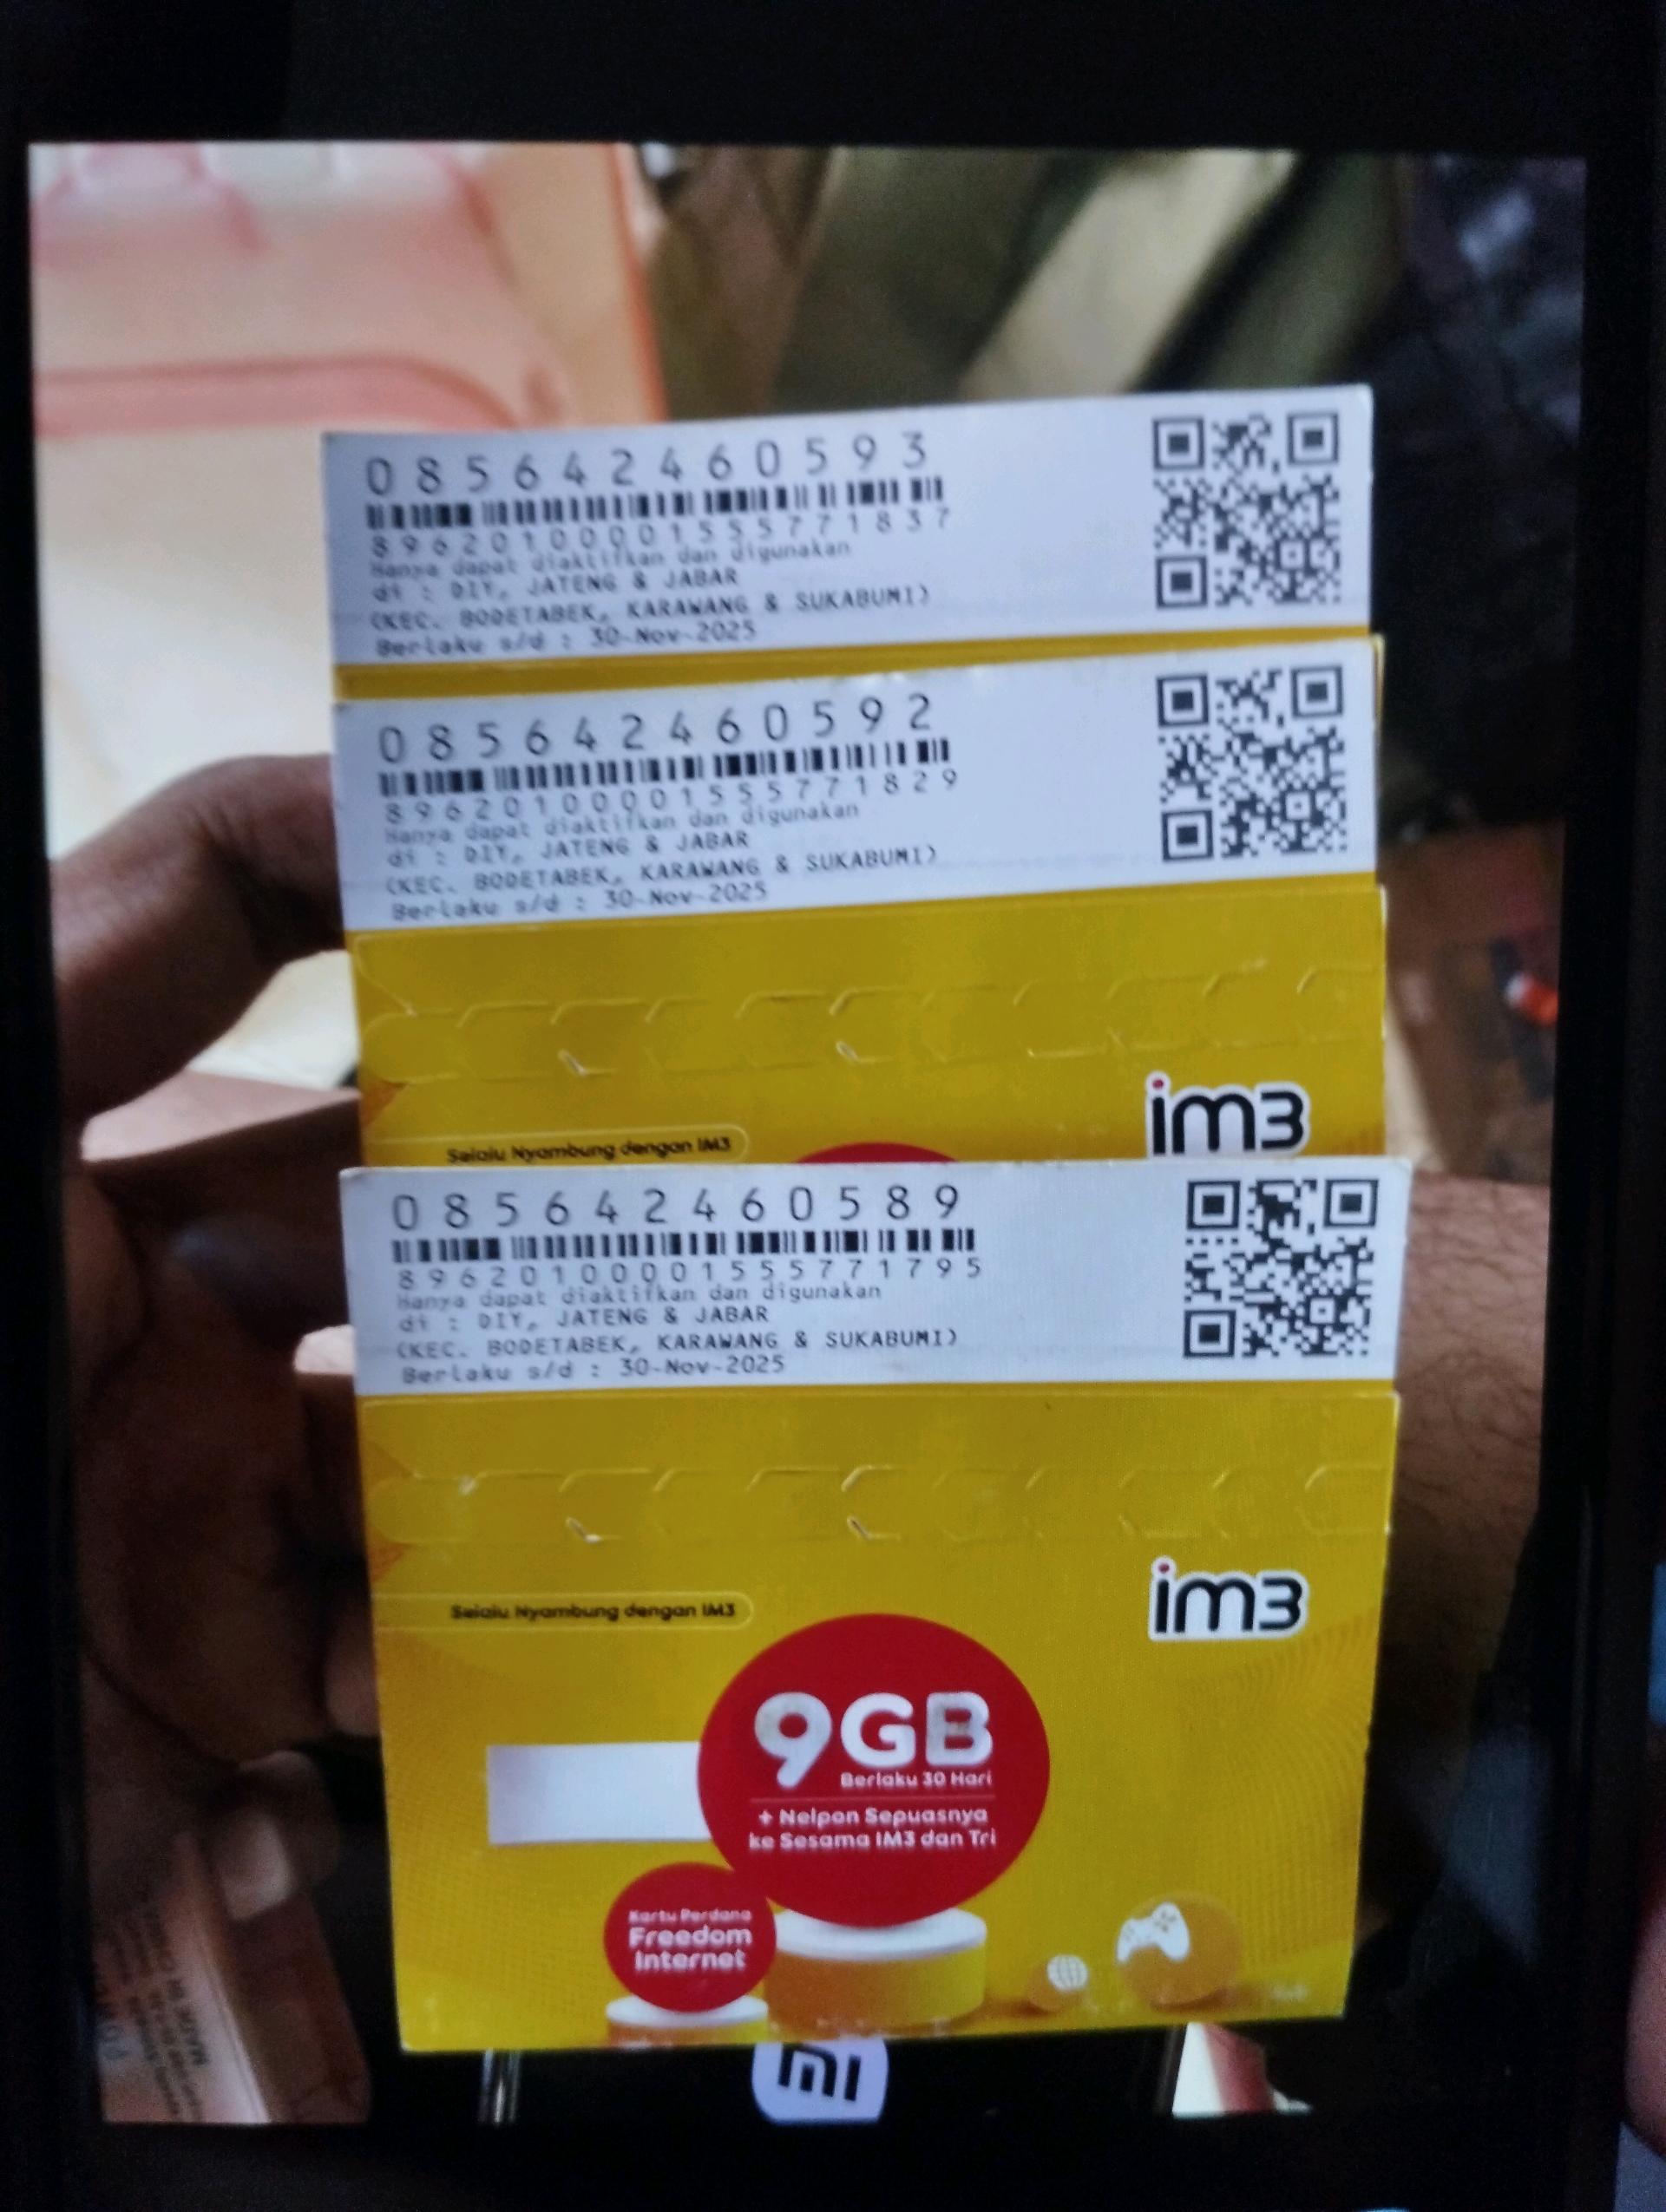 085642460593
89620100001555771837
Hanya dapat diaktifkan dan digunakan
di : DIY, JATENG & JABAR
(KEC. BODETABEK, KARAWANG & SUKABUMI)
Berlaku s/d : 30-Nov-2025
085642460592
89620100001555771829
Hanya dapat diaktifkan dan digunakan
di : DIY, JATENG & JABAR
(KEC. BODETABEK, KARAWANG & SUKABUMI)
Berlaku s/d : 30-Nov-2025
im3
Selalu Nyambung dengan IM3
085642460589
89620100001555771795
Hanya dapat diaktifkan dan digunakan
di : DIY, JATENG & JABAR
(KEC. BODETABEK, KARAWANG & SUKABUMI)
Berlaku s/d : 30-Nov-2025
im3
Selalu Nyambung dengan IM3
9GB
Berlaku 30 Hari
+ Nelpon Sepuasnya
ke Sesama IM3 dan Tri
Kartu Perdana
Freedom
Internet
mi